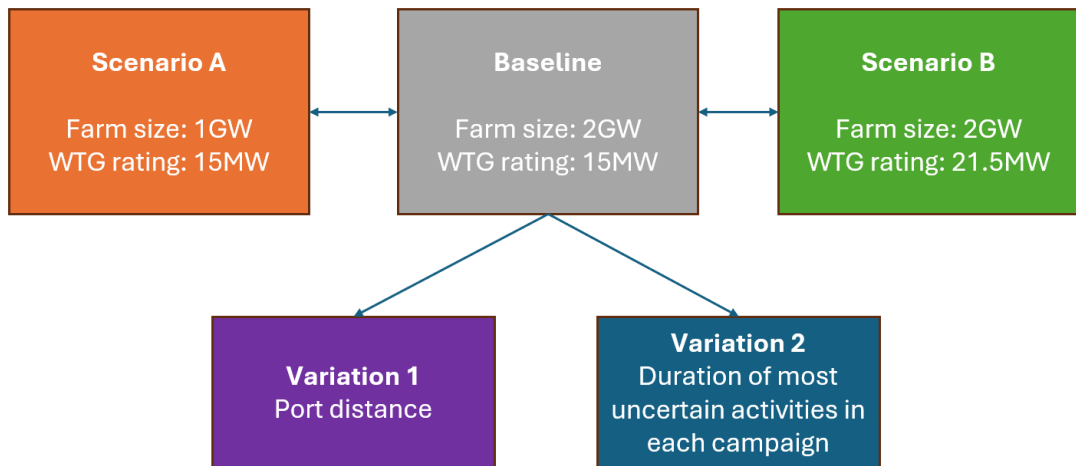 Scenario A
Farm size: 1GW
WTG rating: 15MW
Baseline
Farm size: 2GW
WTG rating: 15MW
Scenario B
Farm size: 2GW
WTG rating: 21.5MW
Variation 1
Port distance
Variation 2
Duration of most
uncertain activities in
each campaign